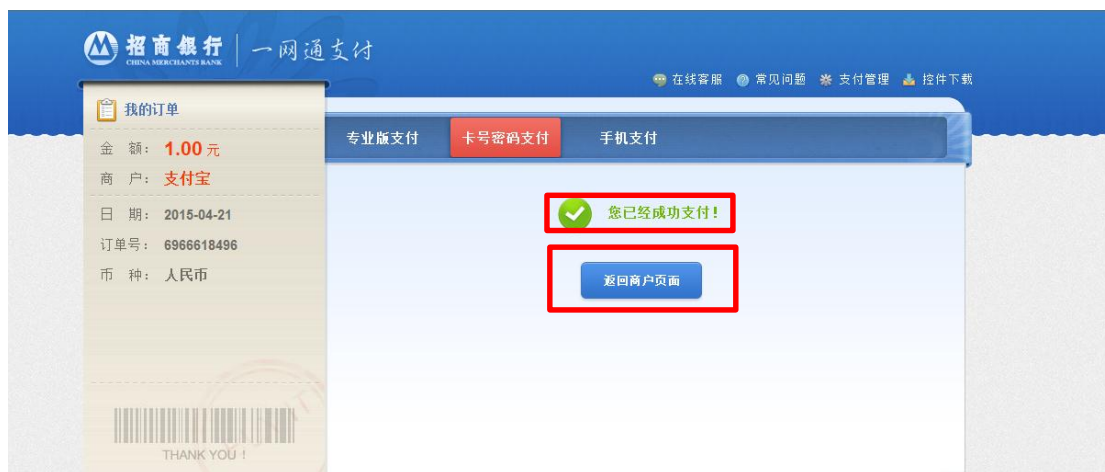 招商银行 一网通支付
CHINA MERCHANTS BANK
在线客服 常见问题 支付管理 控件下载
我的订单
专业版支付 卡号密码支付 手机支付
金 额： 1.00 元
商 户： 支付宝
日 期： 2015-04-21
订单号： 6966618496
币 种： 人民币
您已经成功支付！
返回商户页面
THANK YOU !